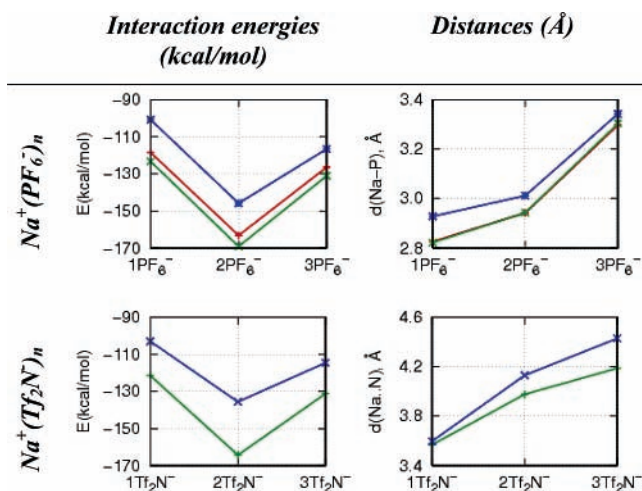 Interaction energies Distances (Å)
(kcal/mol)
Na⁺(PF₆⁻)ₙ
E(kcal/mol)
−90
−110
−130
−150
−170
1PF₆⁻ 2PF₆⁻ 3PF₆⁻
d(Na−P), Å
3.4
3.2
3.0
2.8
1PF₆⁻ 2PF₆⁻ 3PF₆⁻
Na⁺(Tf₂N⁻)ₙ
E(kcal/mol)
−90
−110
−130
−150
−170
1Tf₂N⁻ 2Tf₂N⁻ 3Tf₂N⁻
d(Na..N), Å
4.6
4.2
3.8
3.4
1Tf₂N⁻ 2Tf₂N⁻ 3Tf₂N⁻